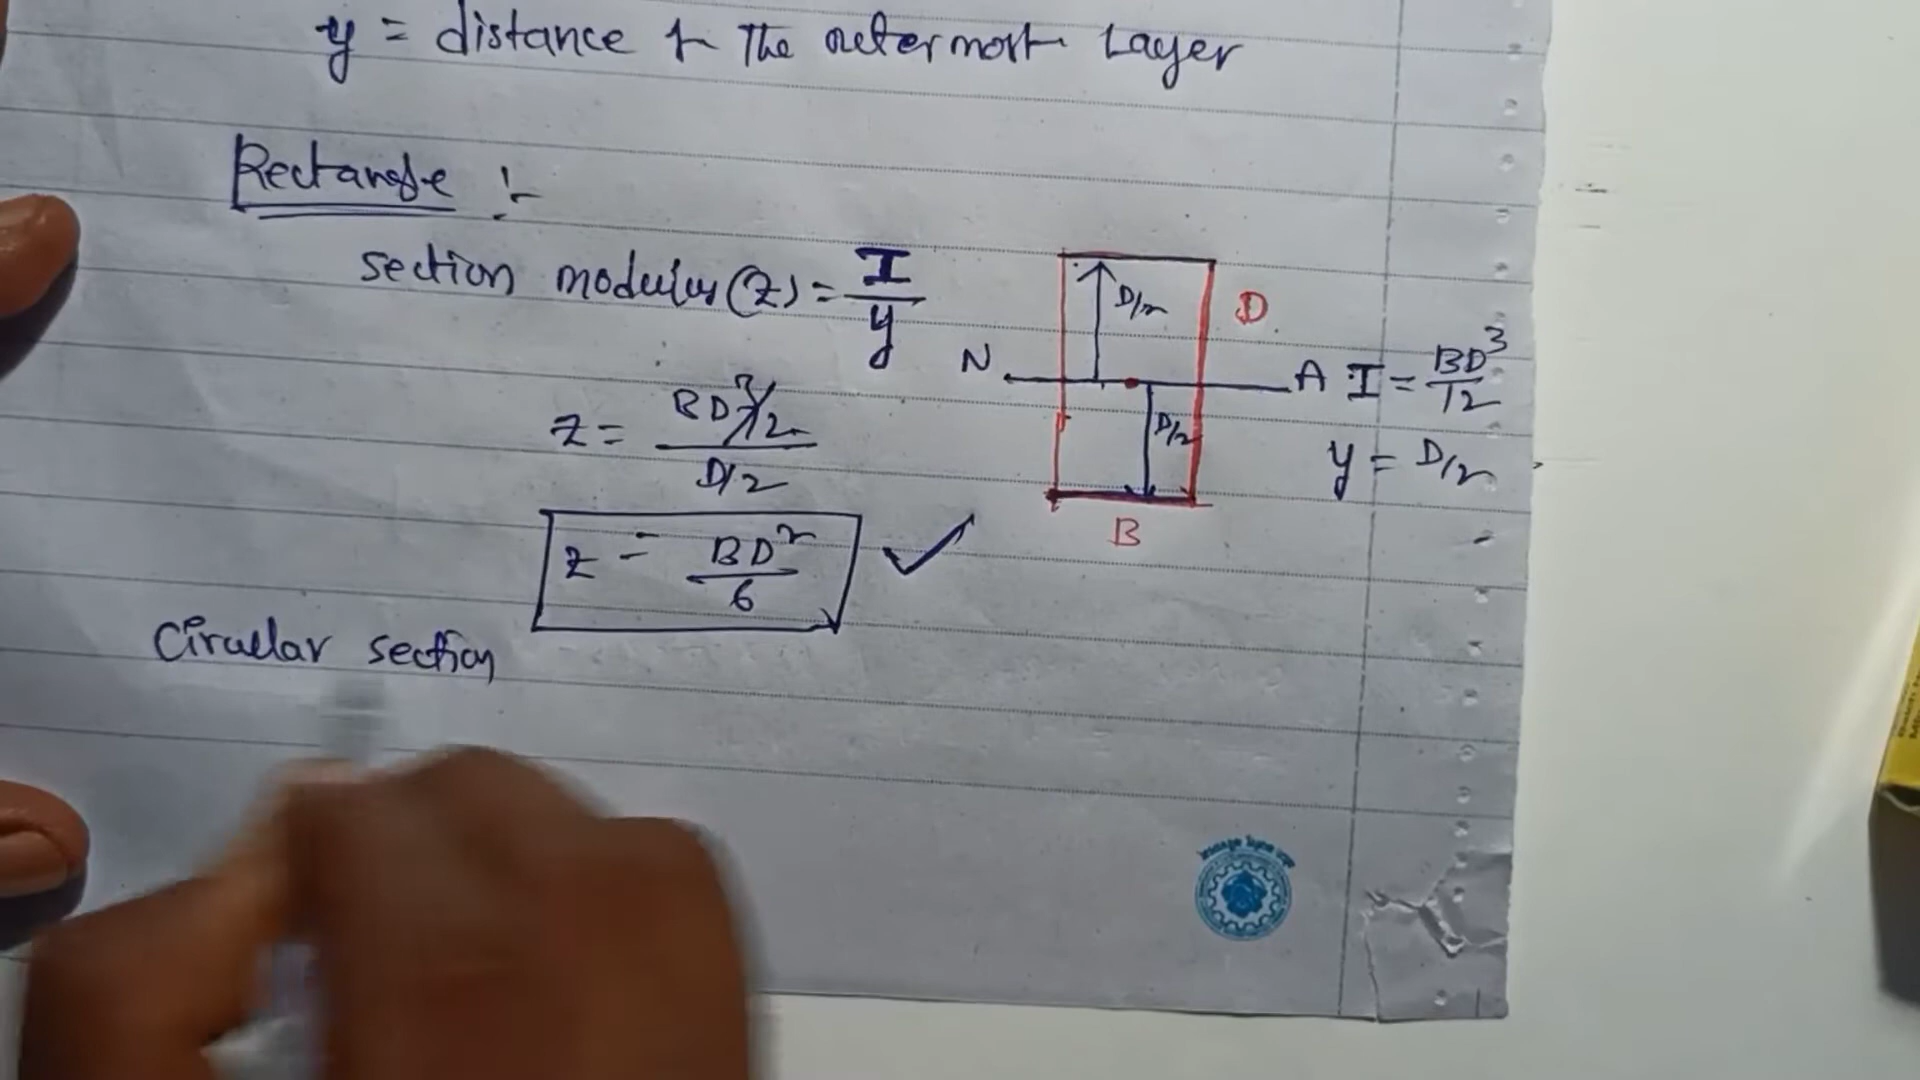 y = distance to the outermost Layer
Rectangle :-
section modulus (z) = I/y
D/2
D
N
A
I = BD³/12
z = BD³/12 / D/2
D/2
y = D/2
z = BD²/6 ✓
B
Circular section